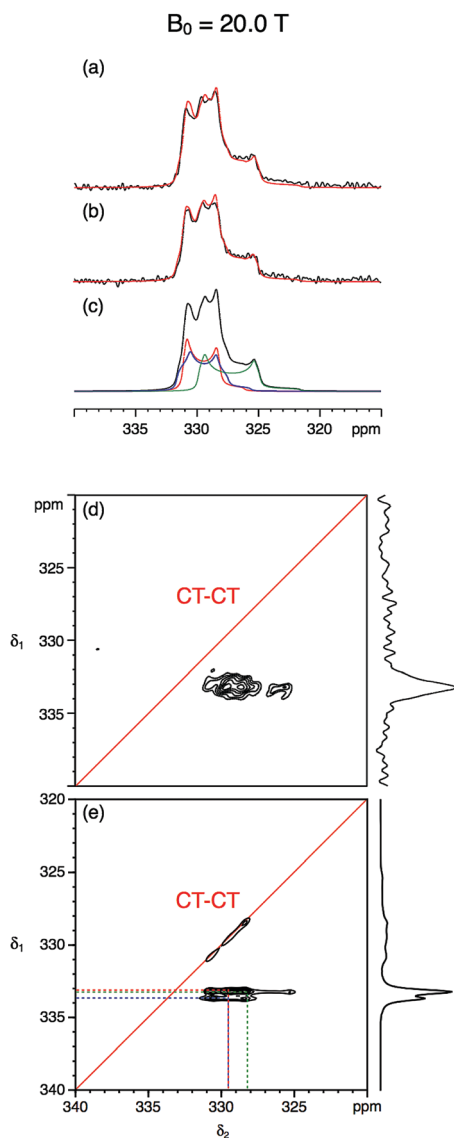 B₀ = 20.0 T
(a)
(b)
(c)
335 330 325 320 ppm
ppm
(d)
325
CT-CT
330
δ₁
335
320
(e)
325
CT-CT
δ₁ 330
335
340
340 335 330 325 ppm
δ₂